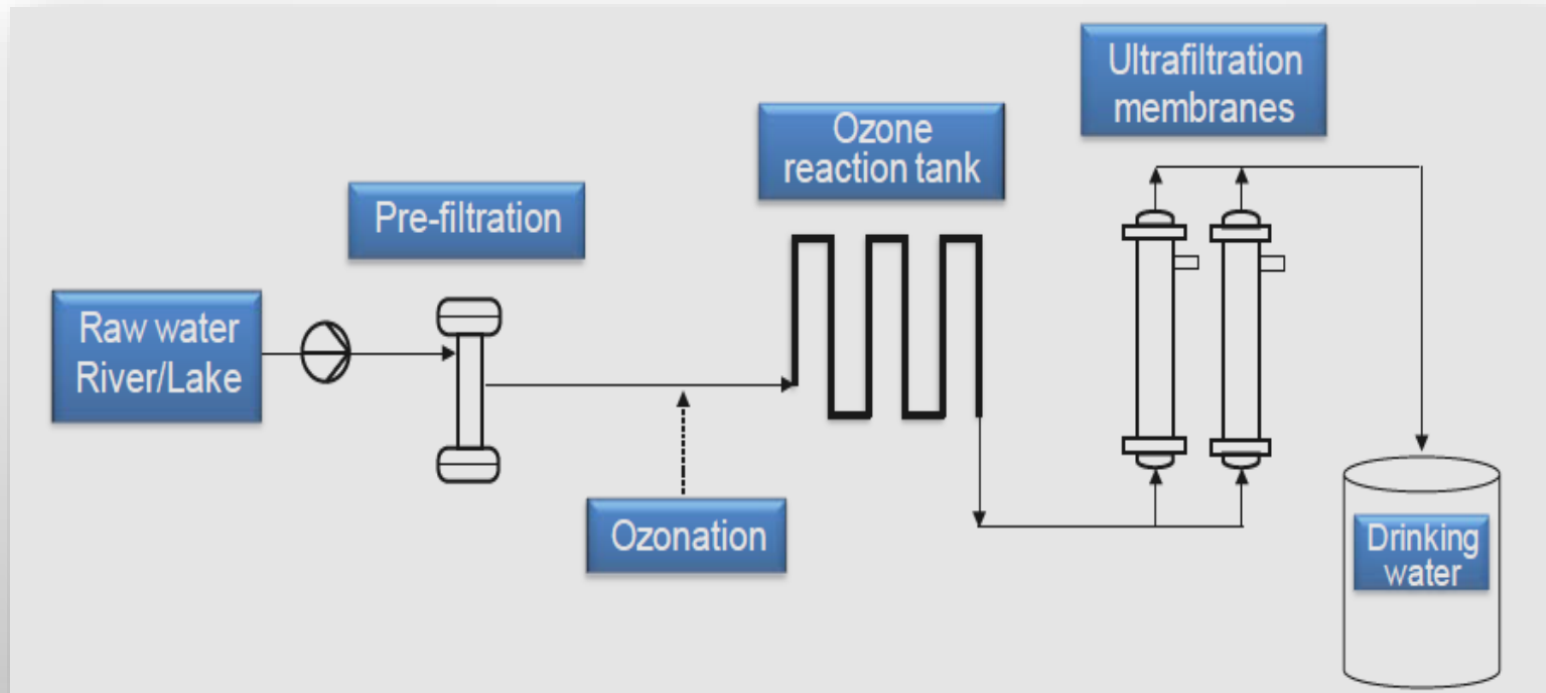 Raw water
River/Lake
Pre-filtration
Ozonation
Ozone
reaction tank
Ultrafiltration
membranes
Drinking
water